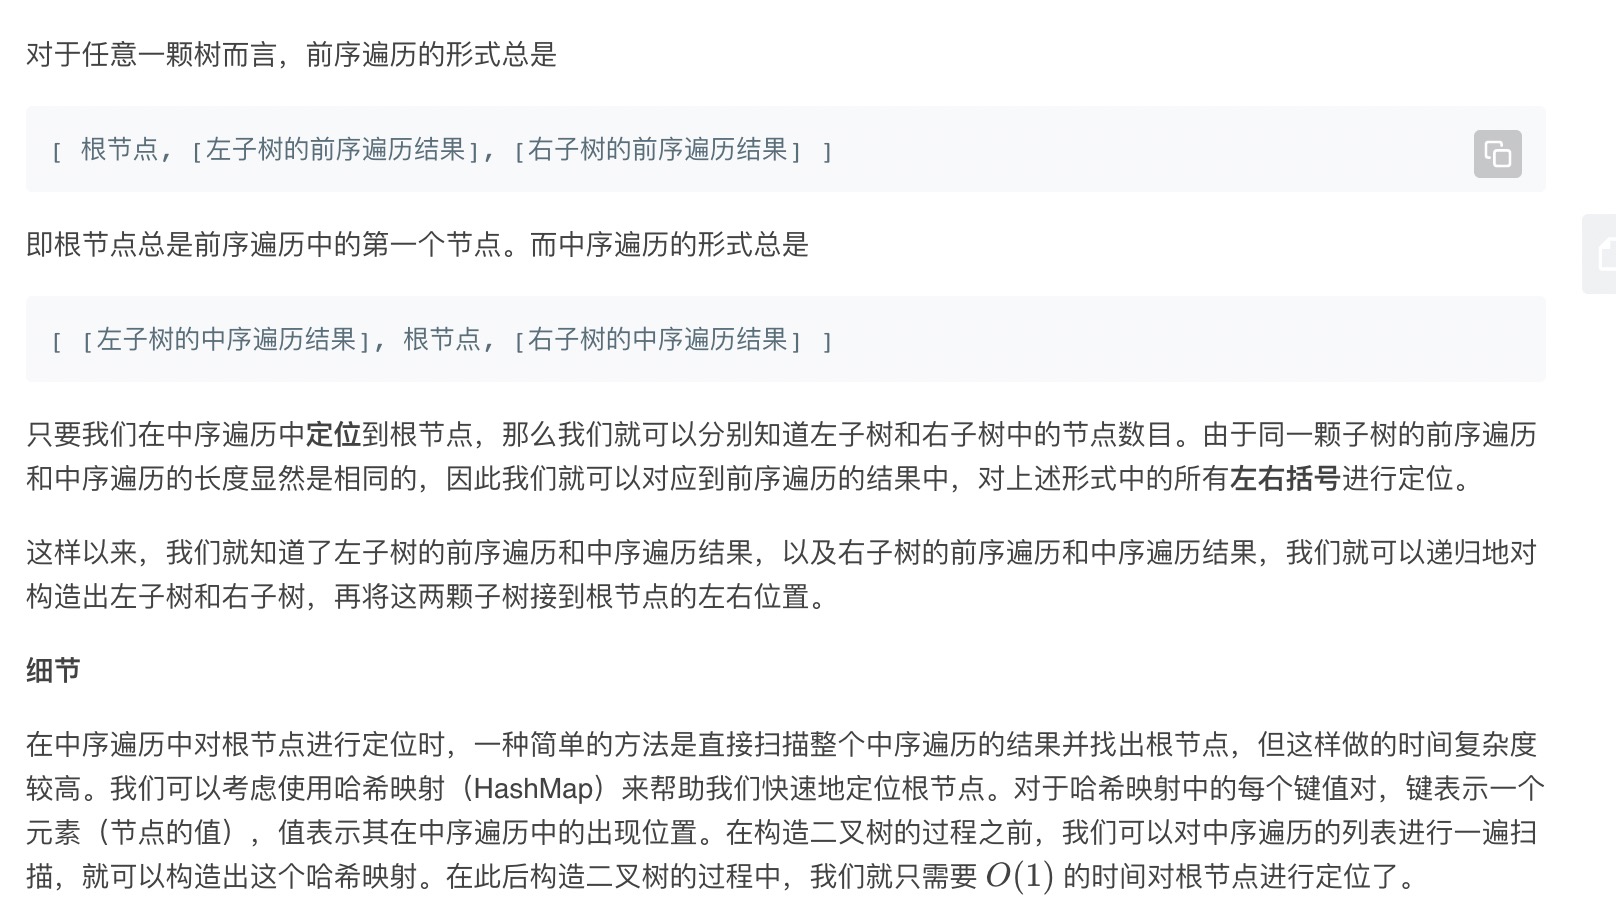 对于任意一颗树而言，前序遍历的形式总是
[ 根节点, [左子树的前序遍历结果], [右子树的前序遍历结果] ]
即根节点总是前序遍历中的第一个节点。而中序遍历的形式总是
[ [左子树的中序遍历结果], 根节点, [右子树的中序遍历结果] ]
只要我们在中序遍历中定位到根节点，那么我们就可以分别知道左子树和右子树中的节点数目。由于同一颗子树的前序遍历
和中序遍历的长度显然是相同的，因此我们就可以对应到前序遍历的结果中，对上述形式中的所有左右括号进行定位。
这样以来，我们就知道了左子树的前序遍历和中序遍历结果，以及右子树的前序遍历和中序遍历结果，我们就可以递归地对
构造出左子树和右子树，再将这两颗子树接到根节点的左右位置。
细节
在中序遍历中对根节点进行定位时，一种简单的方法是直接扫描整个中序遍历的结果并找出根节点，但这样做的时间复杂度
较高。我们可以考虑使用哈希映射（HashMap）来帮助我们快速地定位根节点。对于哈希映射中的每个键值对，键表示一个
元素（节点的值），值表示其在中序遍历中的出现位置。在构造二叉树的过程之前，我们可以对中序遍历的列表进行一遍扫
描，就可以构造出这个哈希映射。在此后构造二叉树的过程中，我们就只需要 O(1) 的时间对根节点进行定位了。